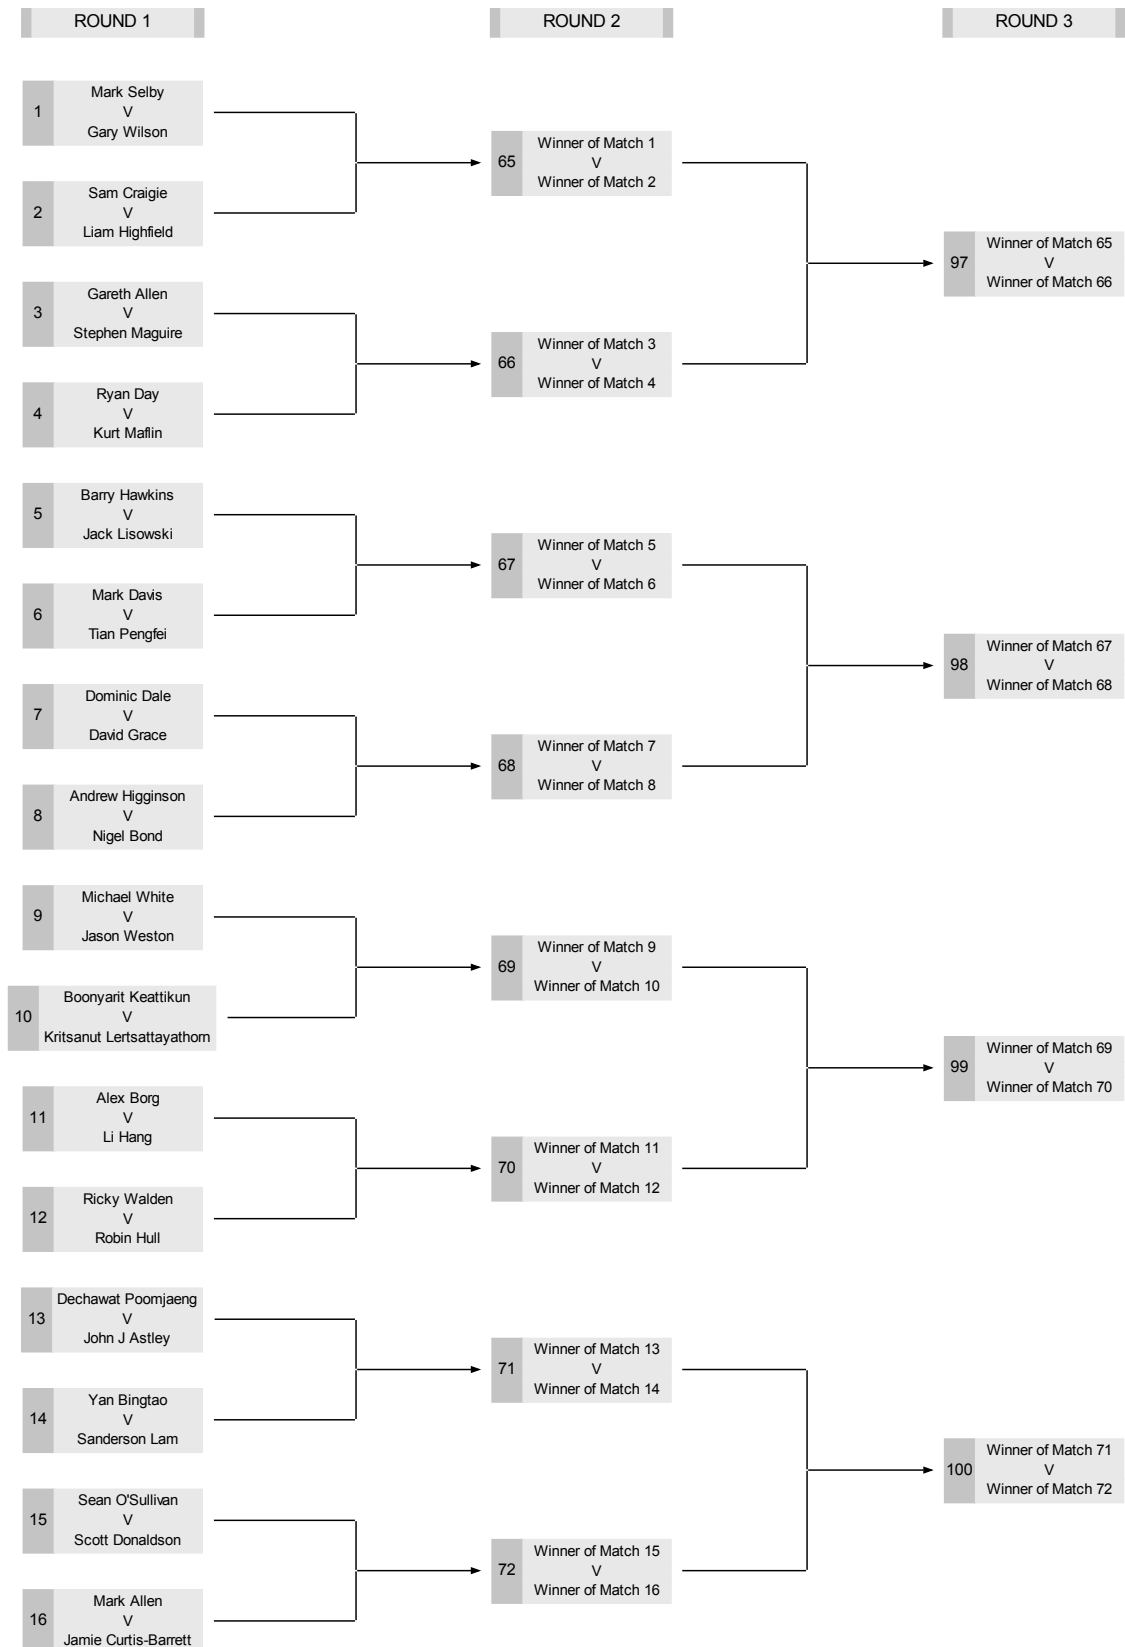 ROUND 1
ROUND 2
ROUND 3
1
Mark Selby
V
Gary Wilson
2
Sam Craigie
V
Liam Highfield
3
Gareth Allen
V
Stephen Maguire
4
Ryan Day
V
Kurt Maflin
5
Barry Hawkins
V
Jack Lisowski
6
Mark Davis
V
Tian Pengfei
7
Dominic Dale
V
David Grace
8
Andrew Higginson
V
Nigel Bond
9
Michael White
V
Jason Weston
10
Boonyarit Keattikun
V
Kritsanut Lertsattayathorn
11
Alex Borg
V
Li Hang
12
Ricky Walden
V
Robin Hull
13
Dechawat Poomjaeng
V
John J Astley
14
Yan Bingtao
V
Sanderson Lam
15
Sean O'Sullivan
V
Scott Donaldson
16
Mark Allen
V
Jamie Curtis-Barrett
65
Winner of Match 1
V
Winner of Match 2
66
Winner of Match 3
V
Winner of Match 4
67
Winner of Match 5
V
Winner of Match 6
68
Winner of Match 7
V
Winner of Match 8
69
Winner of Match 9
V
Winner of Match 10
70
Winner of Match 11
V
Winner of Match 12
71
Winner of Match 13
V
Winner of Match 14
72
Winner of Match 15
V
Winner of Match 16
97
Winner of Match 65
V
Winner of Match 66
98
Winner of Match 67
V
Winner of Match 68
99
Winner of Match 69
V
Winner of Match 70
100
Winner of Match 71
V
Winner of Match 72